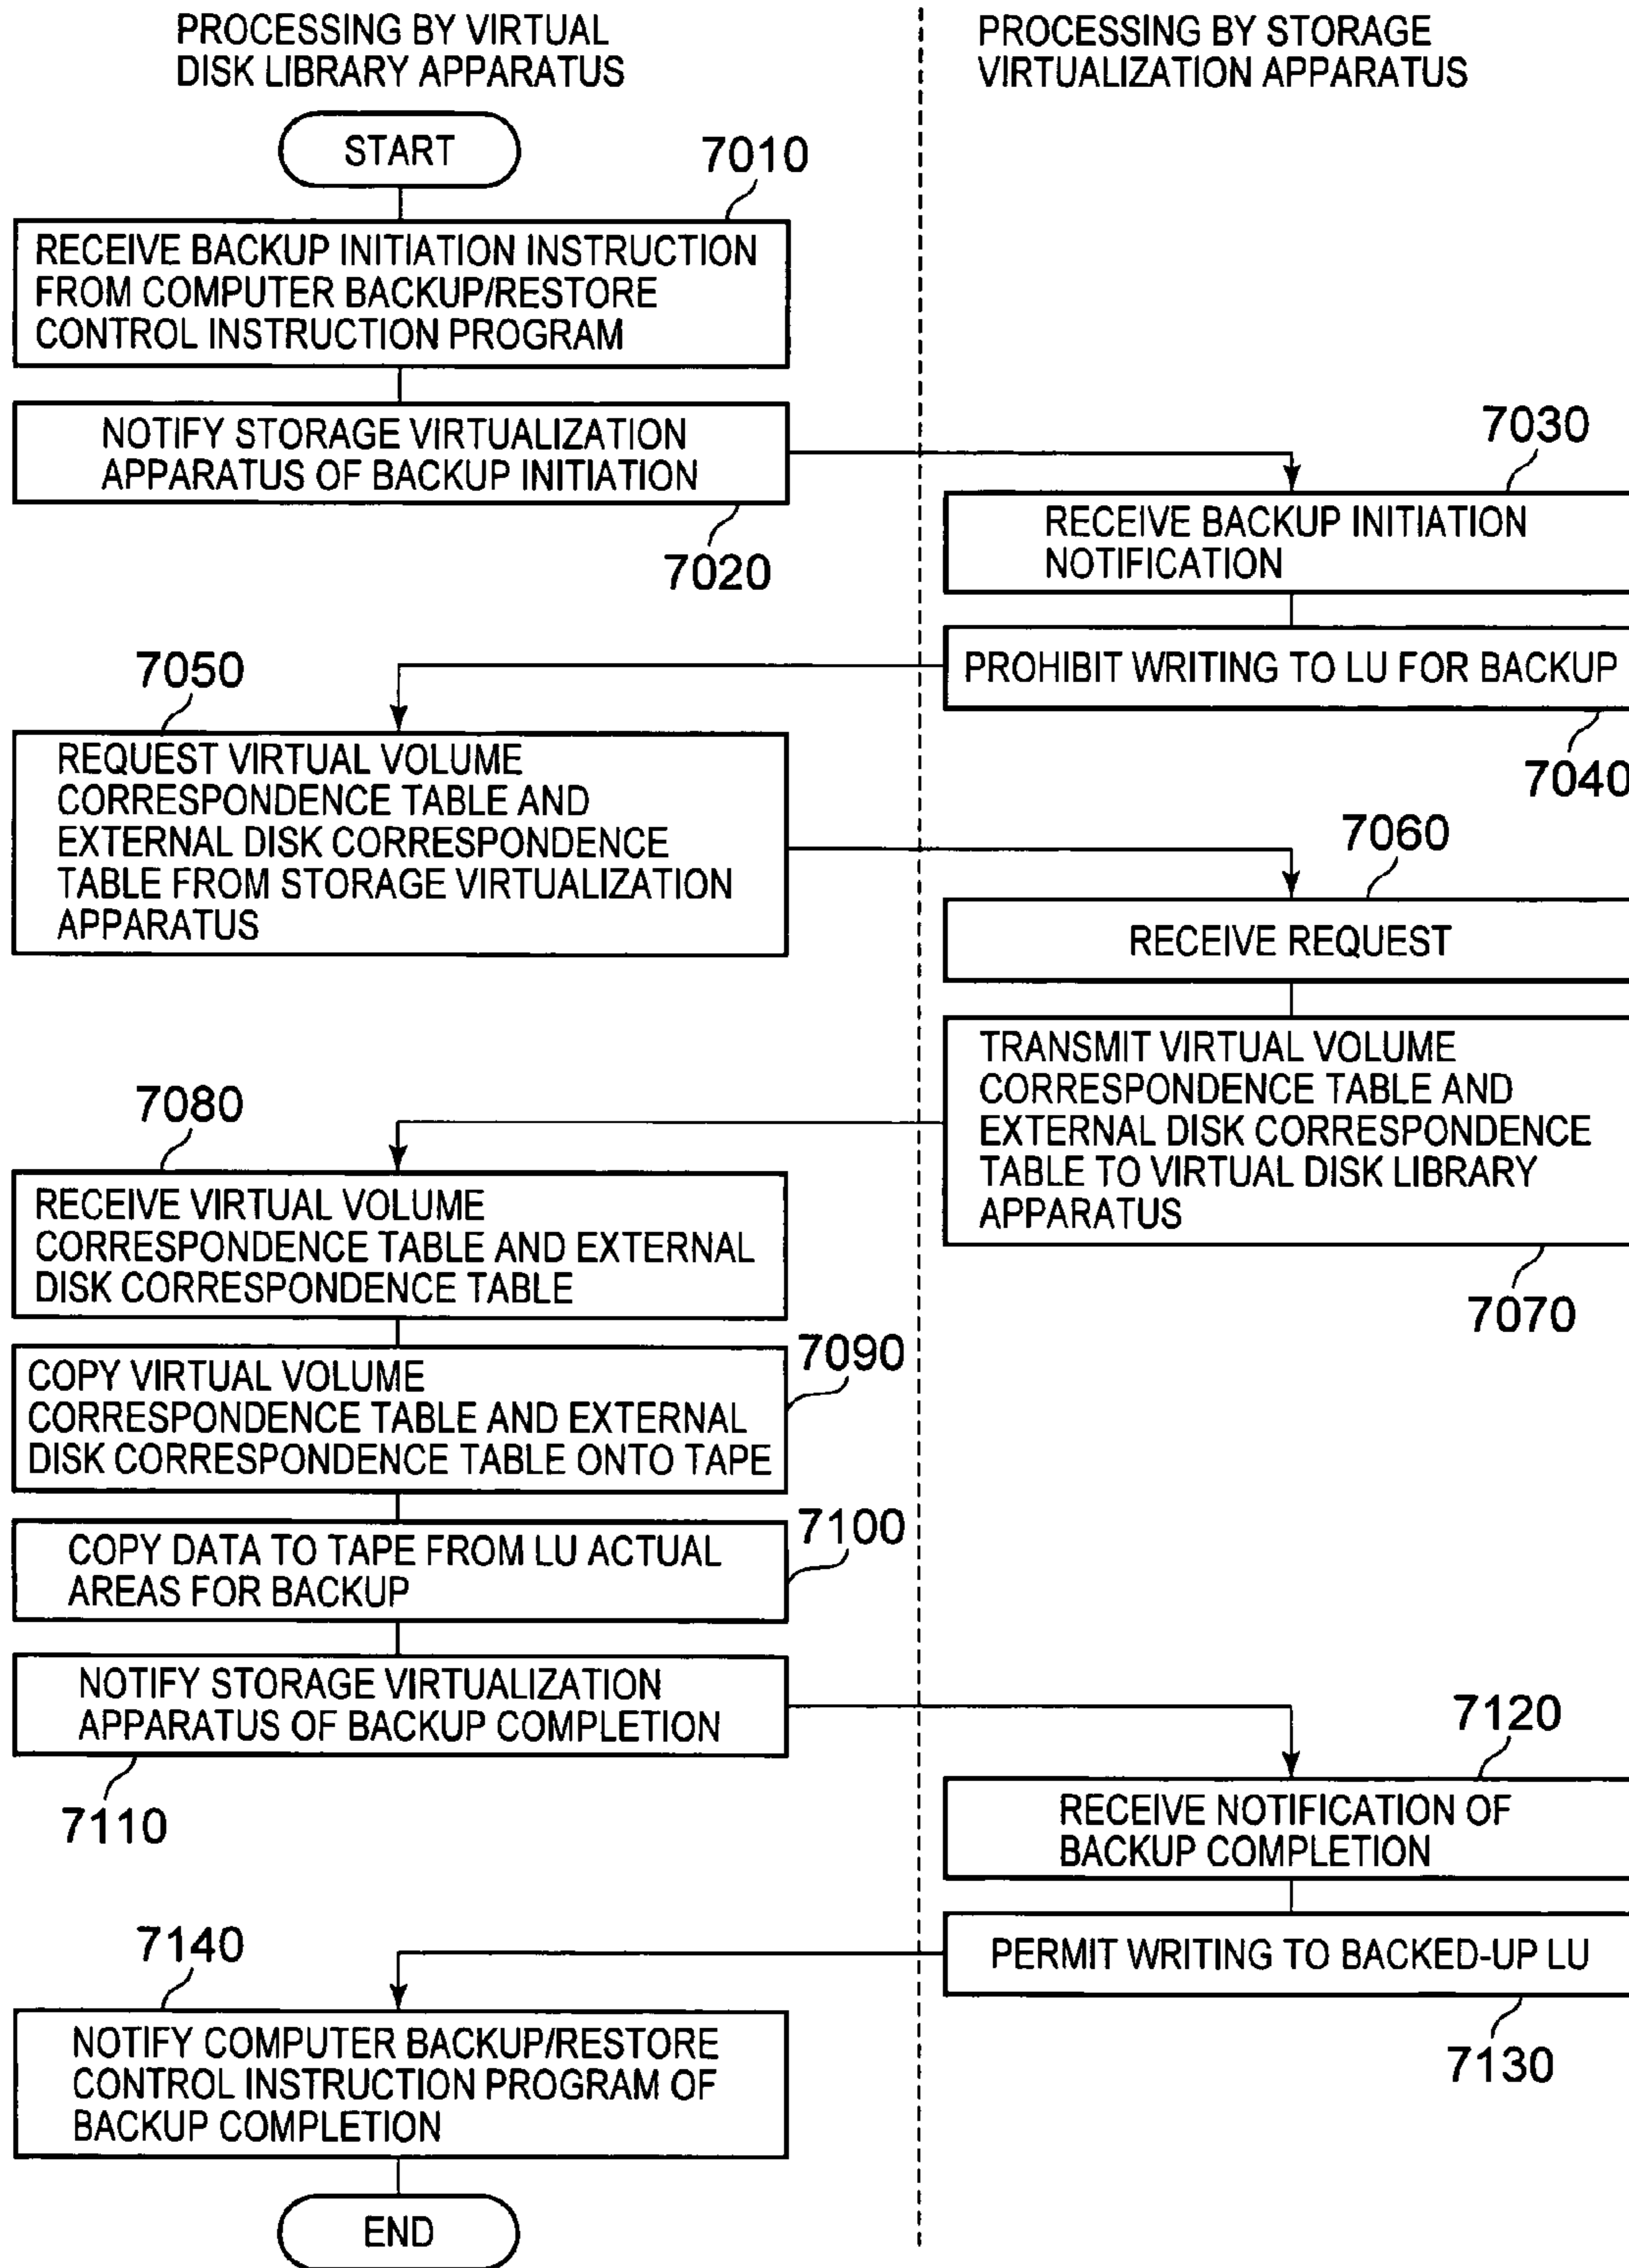 PROCESSING BY VIRTUAL
DISK LIBRARY APPARATUS
PROCESSING BY STORAGE
VIRTUALIZATION APPARATUS
START
7010
RECEIVE BACKUP INITIATION INSTRUCTION
FROM COMPUTER BACKUP/RESTORE
CONTROL INSTRUCTION PROGRAM
NOTIFY STORAGE VIRTUALIZATION
APPARATUS OF BACKUP INITIATION
7020
7030
RECEIVE BACKUP INITIATION
NOTIFICATION
PROHIBIT WRITING TO LU FOR BACKUP
7040
7050
REQUEST VIRTUAL VOLUME
CORRESPONDENCE TABLE AND
EXTERNAL DISK CORRESPONDENCE
TABLE FROM STORAGE VIRTUALIZATION
APPARATUS
7060
RECEIVE REQUEST
TRANSMIT VIRTUAL VOLUME
CORRESPONDENCE TABLE AND
EXTERNAL DISK CORRESPONDENCE
TABLE TO VIRTUAL DISK LIBRARY
APPARATUS
7070
7080
RECEIVE VIRTUAL VOLUME
CORRESPONDENCE TABLE AND EXTERNAL
DISK CORRESPONDENCE TABLE
7090
COPY VIRTUAL VOLUME
CORRESPONDENCE TABLE AND EXTERNAL
DISK CORRESPONDENCE TABLE ONTO TAPE
7100
COPY DATA TO TAPE FROM LU ACTUAL
AREAS FOR BACKUP
NOTIFY STORAGE VIRTUALIZATION
APPARATUS OF BACKUP COMPLETION
7110
7120
RECEIVE NOTIFICATION OF
BACKUP COMPLETION
PERMIT WRITING TO BACKED-UP LU
7130
7140
NOTIFY COMPUTER BACKUP/RESTORE
CONTROL INSTRUCTION PROGRAM OF
BACKUP COMPLETION
END